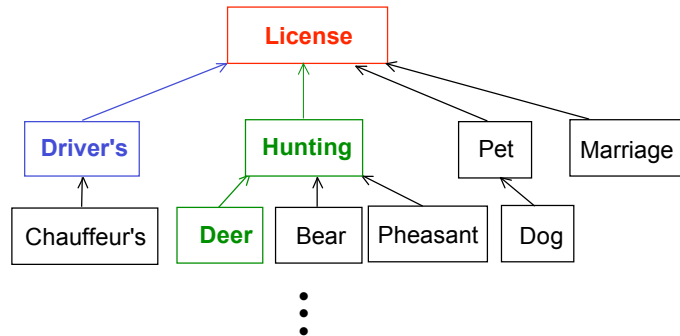 License
Driver's
Hunting
Pet
Marriage
Chauffeur's
Deer
Bear
Pheasant
Dog